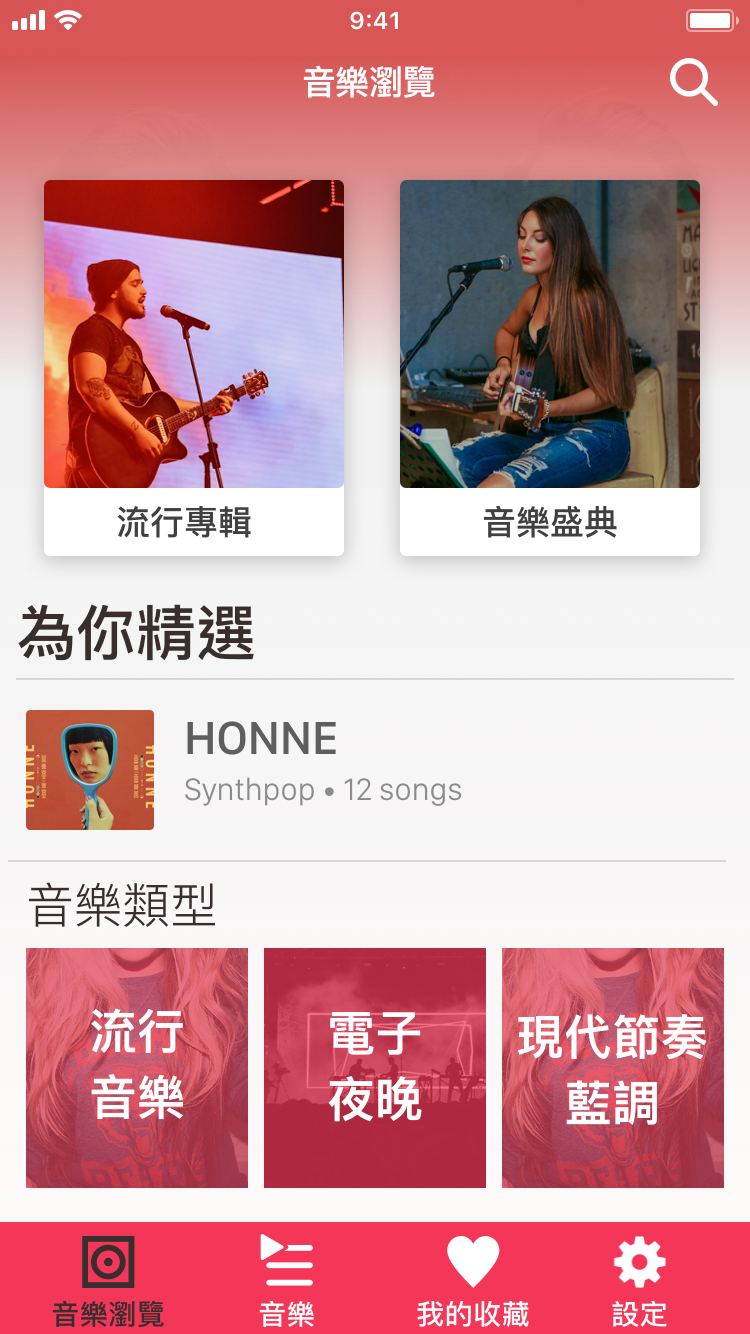 9:41
音樂瀏覽
流行專輯
音樂盛典
為你精選
HONNE
HONNE
HONNE
Synthpop • 12 songs
音樂類型
流行
音樂
電子
夜晚
現代節奏
藍調
音樂瀏覽
音樂
我的收藏
設定